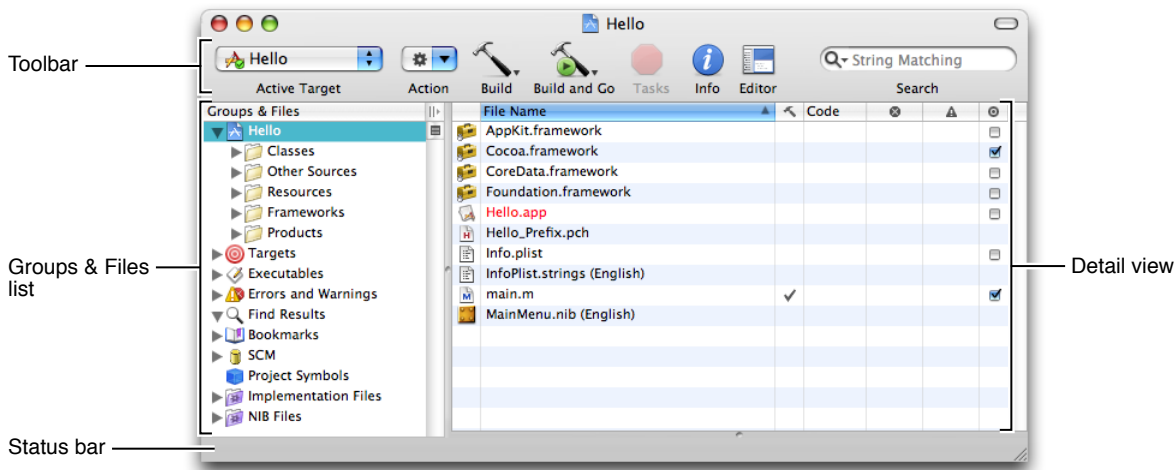 Hello
Toolbar
Hello
String Matching
Active Target
Action
Build
Build and Go
Tasks
Info
Editor
Search
Groups & Files
File Name
Code
Hello
Classes
Other Sources
Resources
Frameworks
Products
Targets
Executables
Errors and Warnings
Find Results
Bookmarks
SCM
Project Symbols
Implementation Files
NIB Files
AppKit.framework
Cocoa.framework
CoreData.framework
Foundation.framework
Hello.app
Hello_Prefix.pch
Info.plist
InfoPlist.strings (English)
main.m
MainMenu.nib (English)
Groups & Files
list
Detail view
Status bar